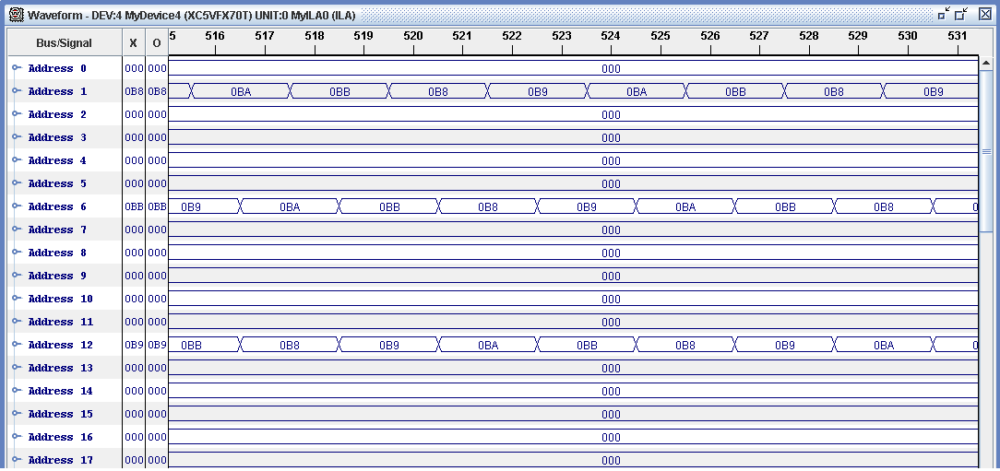 Waveform - DEV:4 MyDevice4 (XC5VFX70T) UNIT:0 MyILA0 (ILA)
Bus/Signal X O 5 516 517 518 519 520 521 522 523 524 525 526 527 528 529 530 531
Address 0 000 000 000
Address 1 0B8 0B8 0BA 0BB 0B8 0B9 0BA 0BB 0B8 0B9
Address 2 000 000 000
Address 3 000 000 000
Address 4 000 000 000
Address 5 000 000 000
Address 6 0BB 0BB 0B9 0BA 0BB 0B8 0B9 0BA 0BB 0B8 0
Address 7 000 000 000
Address 8 000 000 000
Address 9 000 000 000
Address 10 000 000 000
Address 11 000 000 000
Address 12 0B9 0B9 0BB 0B8 0B9 0BA 0BB 0B8 0B9 0BA 0
Address 13 000 000 000
Address 14 000 000 000
Address 15 000 000 000
Address 16 000 000 000
Address 17 000 000 000